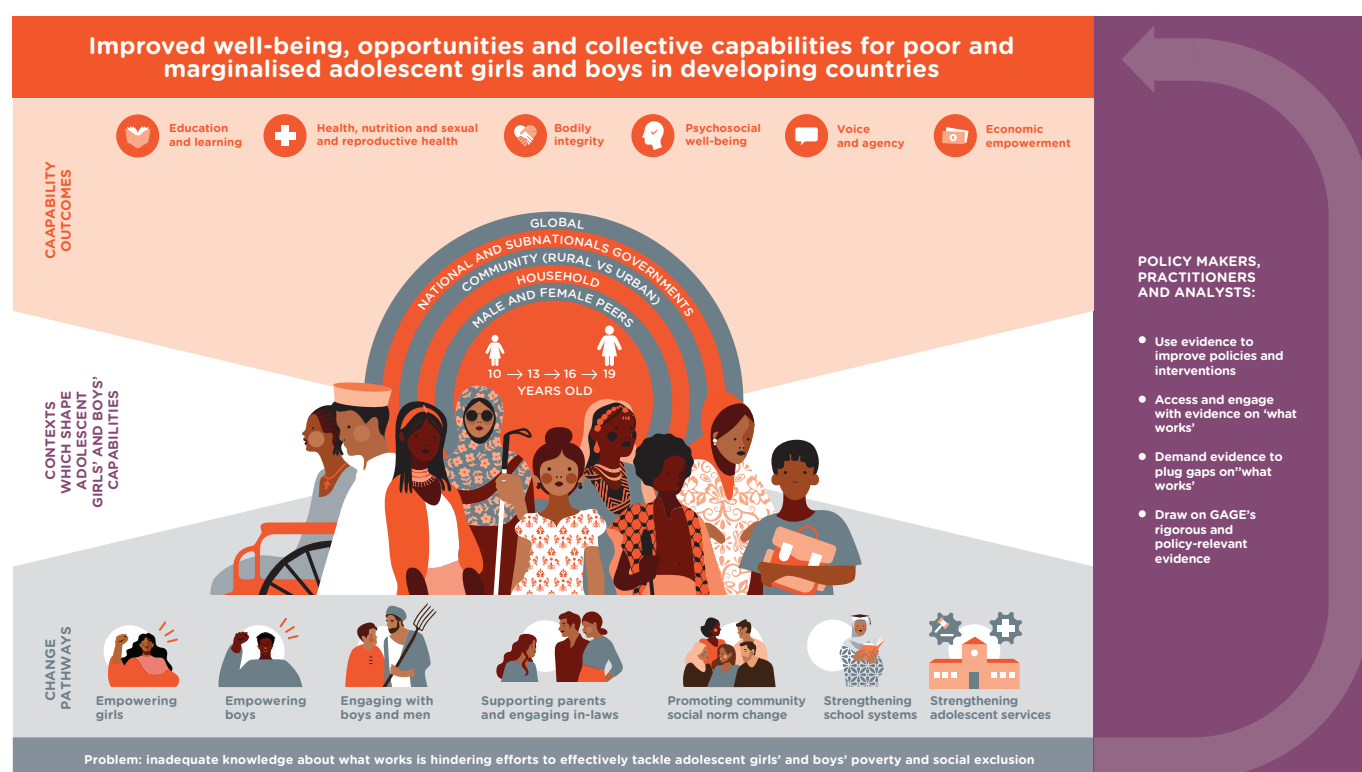 Improved well-being, opportunities and collective capabilities for poor and
marginalised adolescent girls and boys in developing countries
CAAPABILITY
OUTCOMES
Education
and learning
Health, nutrition and sexual
and reproductive health
Bodily
integrity
Psychosocial
well-being
Voice
and agency
Economic
empowerment
GLOBAL
NATIONAL AND SUBNATIONALS GOVERNMENTS
COMMUNITY (RURAL VS URBAN)
HOUSEHOLD
MALE AND FEMALE PEERS
10 → 13 → 16 → 19
YEARS OLD
CONTEXTS
WHICH SHAPE
ADOLESCENT
GIRLS’ AND BOYS’
CAPABILITIES
CHANGE
PATHWAYS
Empowering
girls
Empowering
boys
Engaging with
boys and men
Supporting parents
and engaging in-laws
Promoting community
social norm change
Strengthening
school systems
Strengthening
adolescent services
Problem: inadequate knowledge about what works is hindering efforts to effectively tackle adolescent girls’ and boys’ poverty and social exclusion
POLICY MAKERS,
PRACTITIONERS
AND ANALYSTS:
• Use evidence to
improve policies and
interventions
• Access and engage
with evidence on ‘what
works’
• Demand evidence to
plug gaps on”what
works’
• Draw on GAGE’s
rigorous and
policy-relevant
evidence